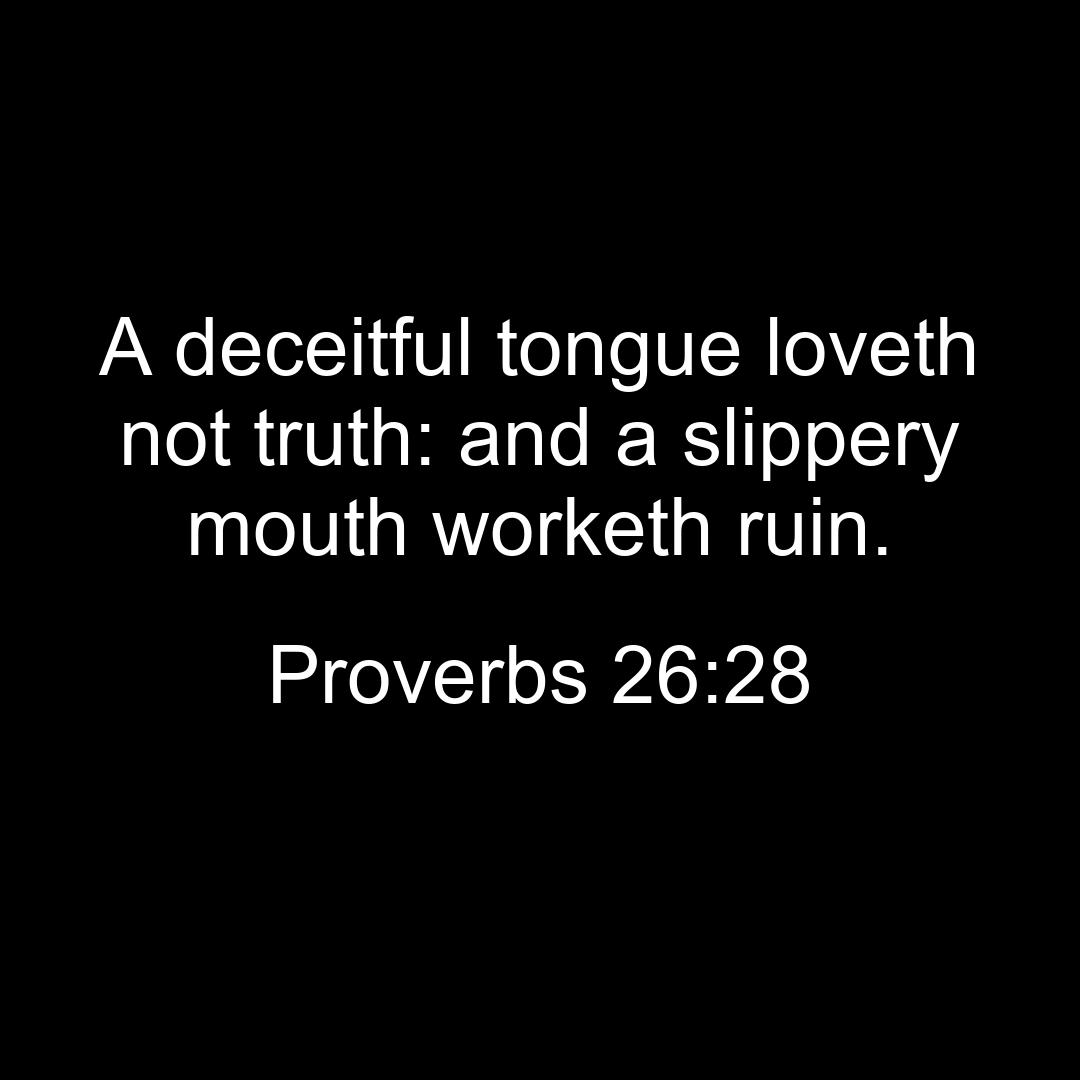 A deceitful tongue loveth
not truth: and a slippery
mouth worketh ruin.
Proverbs 26:28